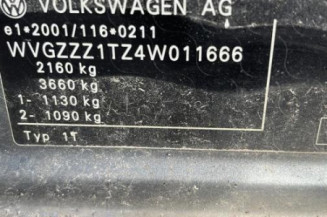 VOLKSWAGEN AG
e1*2001/116*0211
WVGZZZ1TZ4W011666
2160 kg
3660 kg
1- 1130 kg
2- 1090 kg
Typ 1T